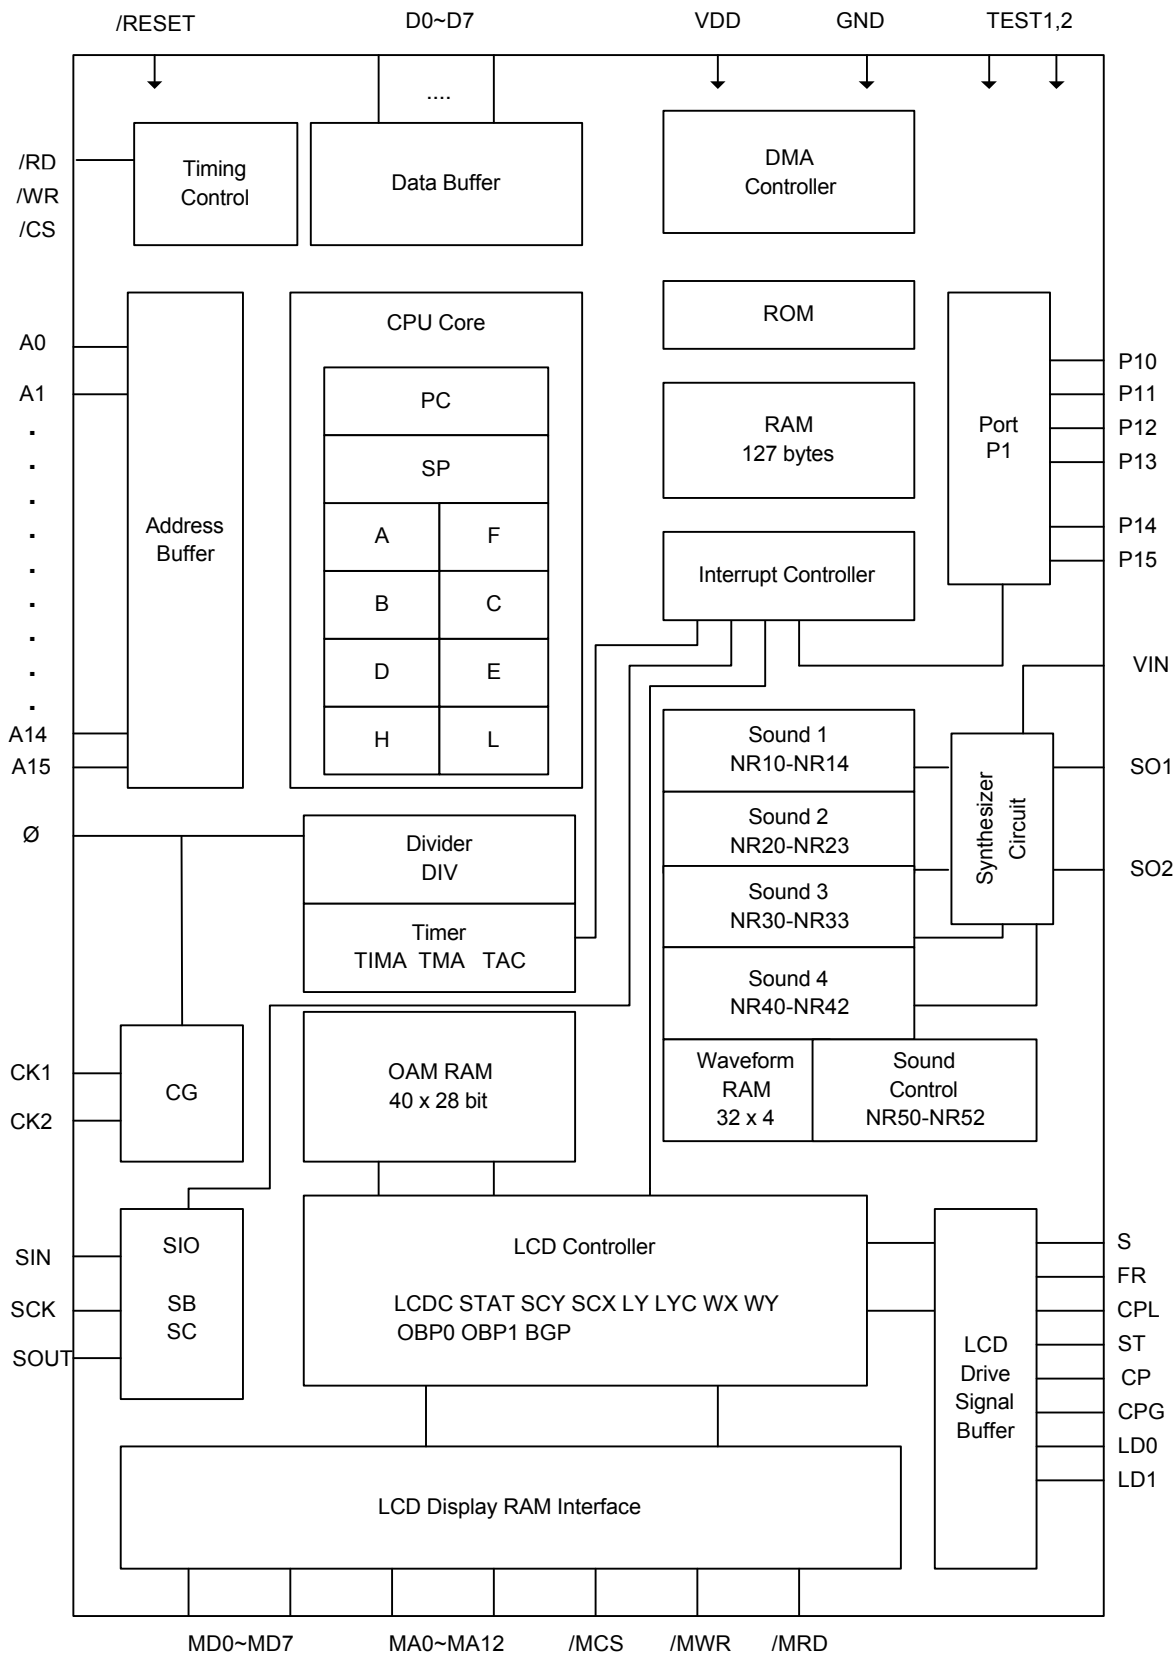 /RESET
D0~D7
VDD
GND
TEST1,2
....
/RD
/WR
/CS
Timing
Control
Data Buffer
DMA
Controller
A0
A1
.
.
.
.
.
.
.
.
.
A14
A15
Address
Buffer
CPU Core
PC
SP
A
F
B
C
D
E
H
L
ROM
RAM
127 bytes
Interrupt Controller
Port
P1
P10
P11
P12
P13
P14
P15
VIN
SO1
SO2
Sound 1
NR10-NR14
Sound 2
NR20-NR23
Sound 3
NR30-NR33
Sound 4
NR40-NR42
Synthesizer
Circuit
Waveform
RAM
32 x 4
Sound
Control
NR50-NR52
Ø
Divider
DIV
Timer
TIMA TMA TAC
CK1
CK2
CG
OAM RAM
40 x 28 bit
SIN
SCK
SOUT
SIO
SB
SC
LCD Controller
LCDC STAT SCY SCX LY LYC WX WY
OBP0 OBP1 BGP
LCD
Drive
Signal
Buffer
S
FR
CPL
ST
CP
CPG
LD0
LD1
LCD Display RAM Interface
MD0~MD7
MA0~MA12
/MCS
/MWR
/MRD